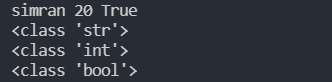 simran 20 True
<class 'str'>
<class 'int'>
<class 'bool'>